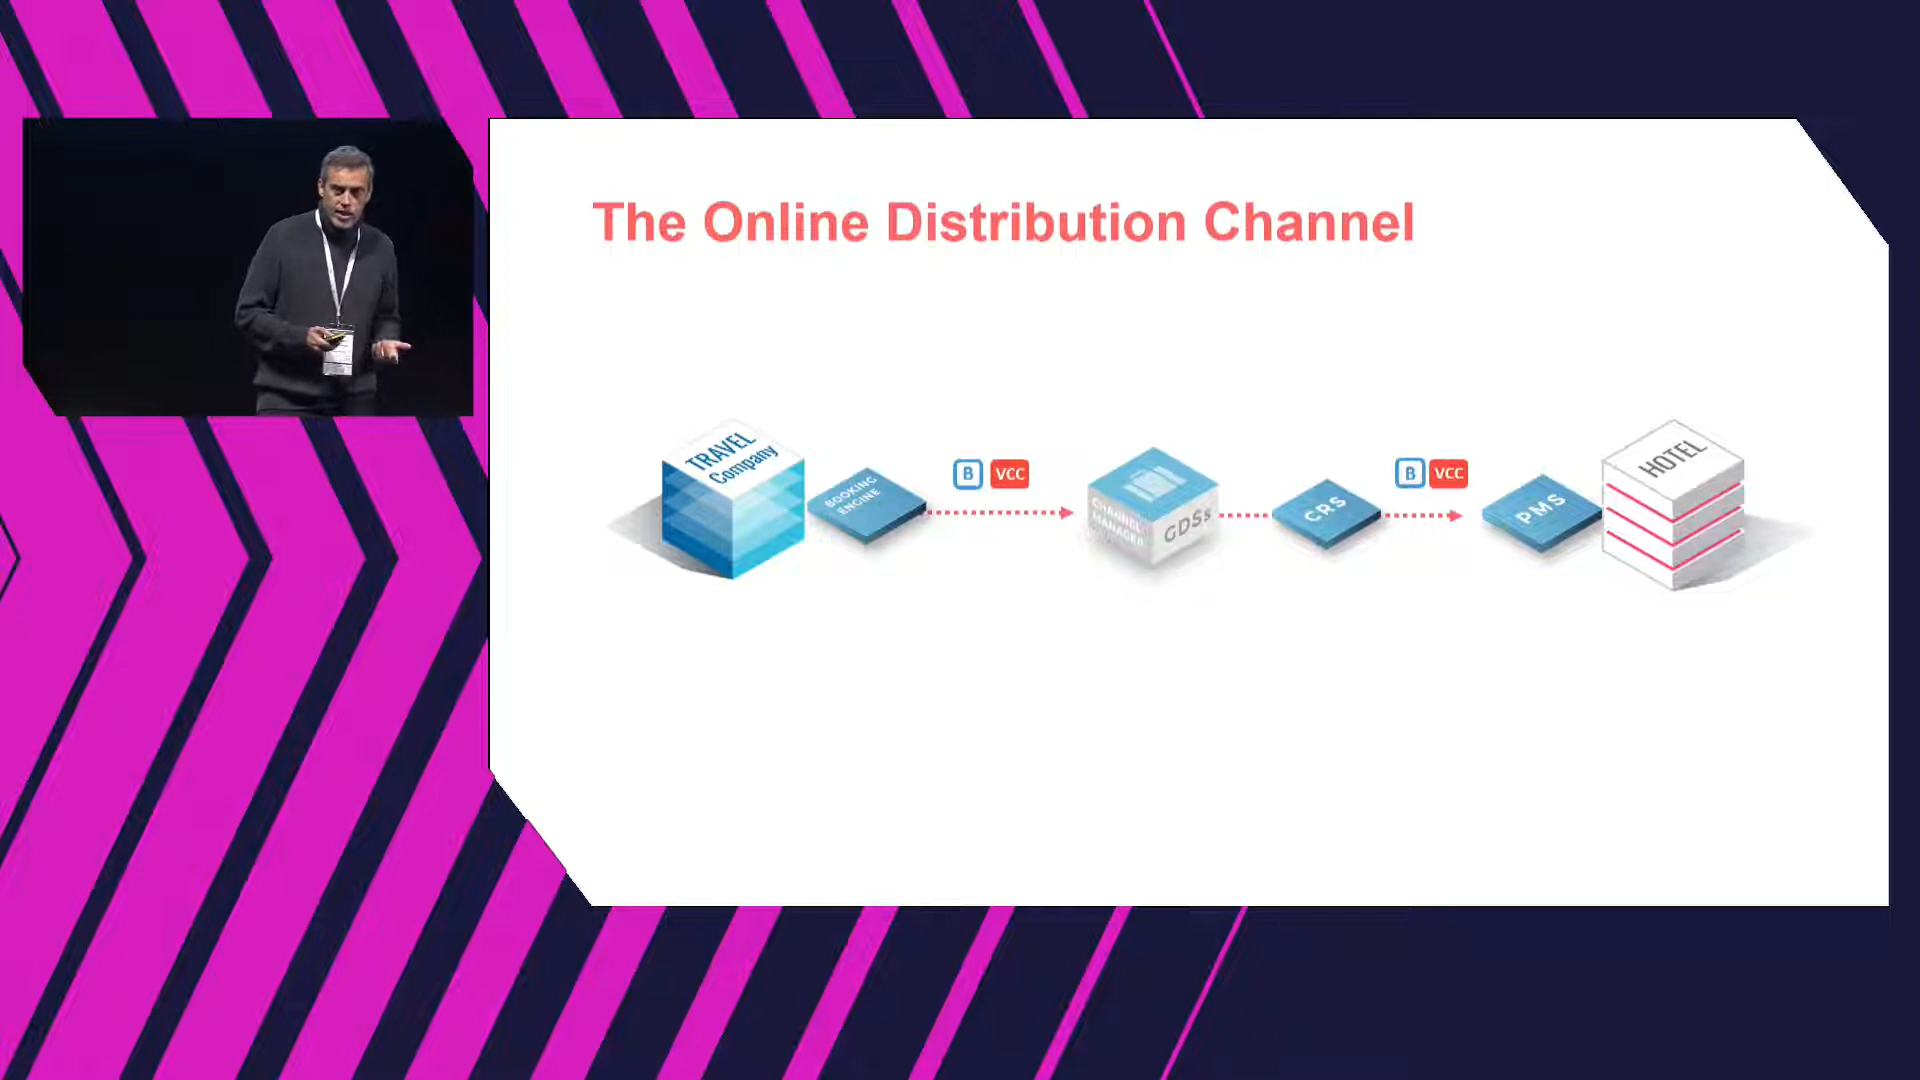 The Online Distribution Channel
TRAVEL
Company
BOOKING
ENGINE
B VCC
CHANNEL
MANAGER
GDSs
CRS
B VCC
PMS
HOTEL